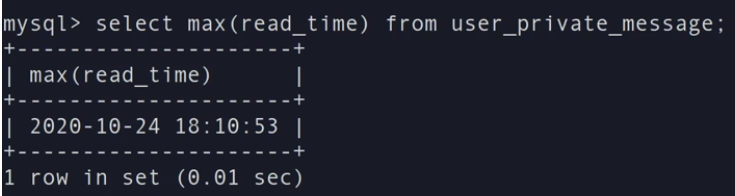 mysql> select max(read_time) from user_private_message;
+---------------------+
| max(read_time)      |
+---------------------+
| 2020-10-24 18:10:53 |
+---------------------+
1 row in set (0.01 sec)